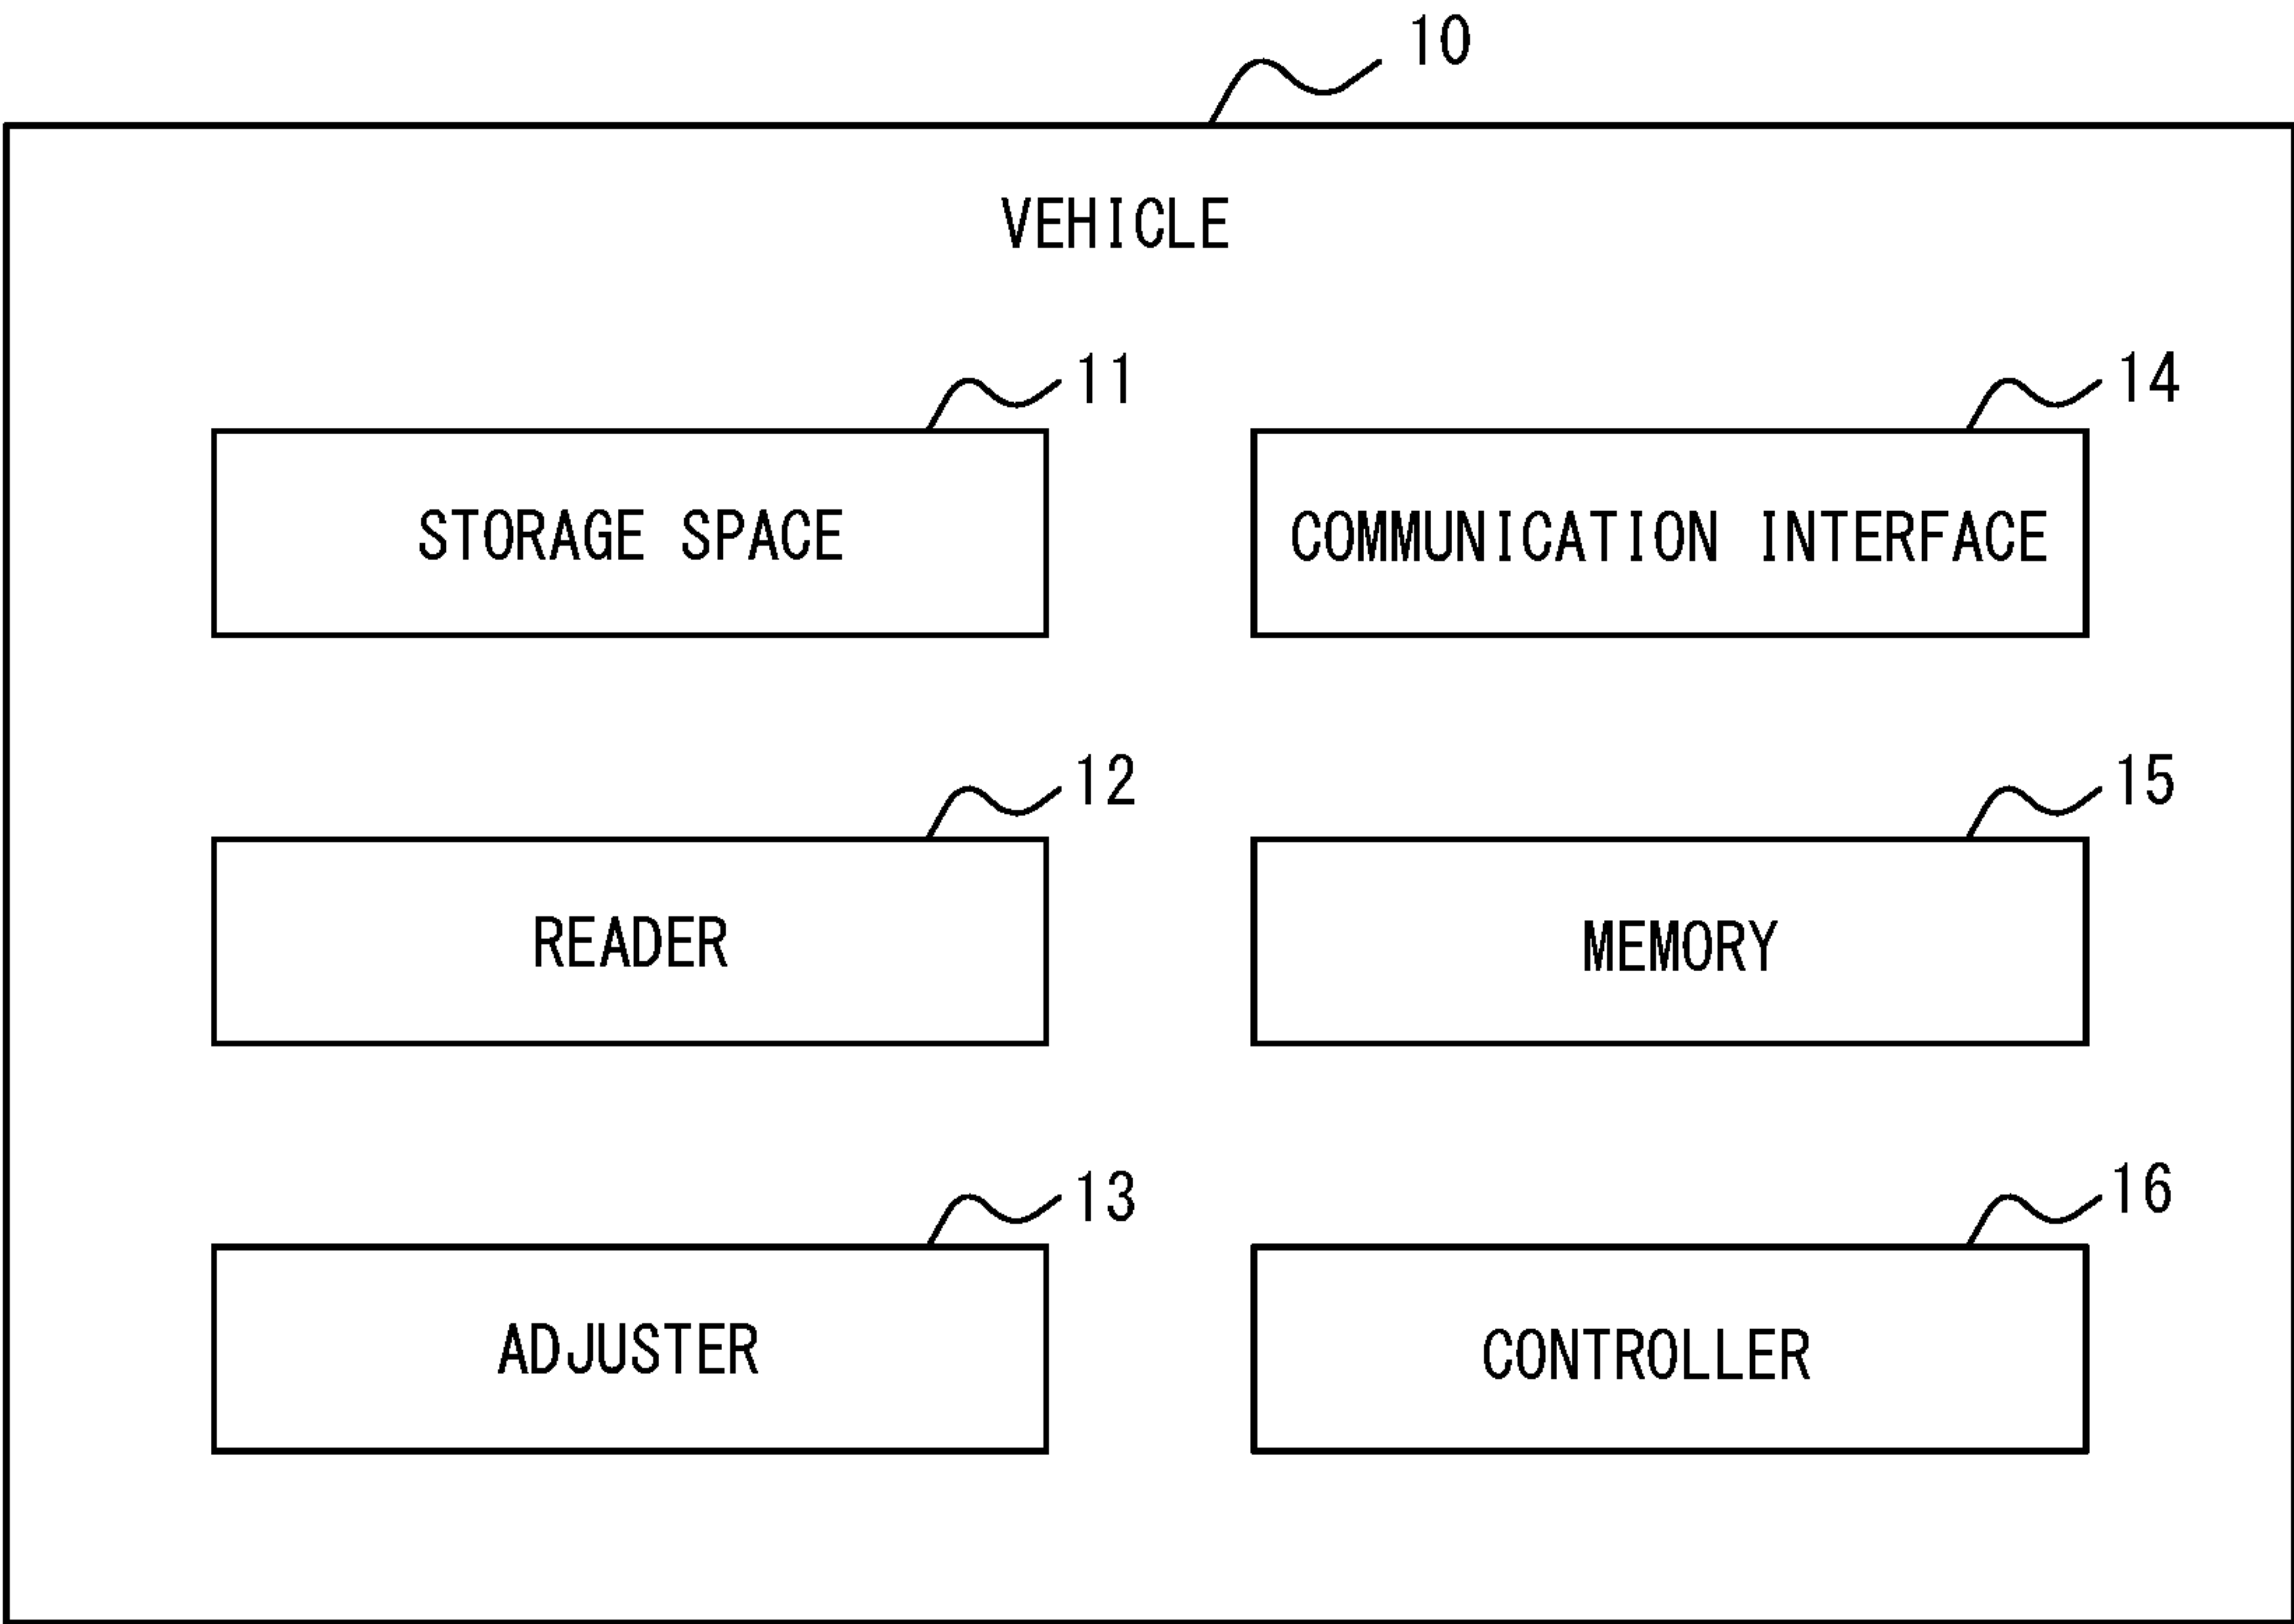 10
VEHICLE
11
STORAGE SPACE
14
COMMUNICATION INTERFACE
12
READER
15
MEMORY
13
ADJUSTER
16
CONTROLLER